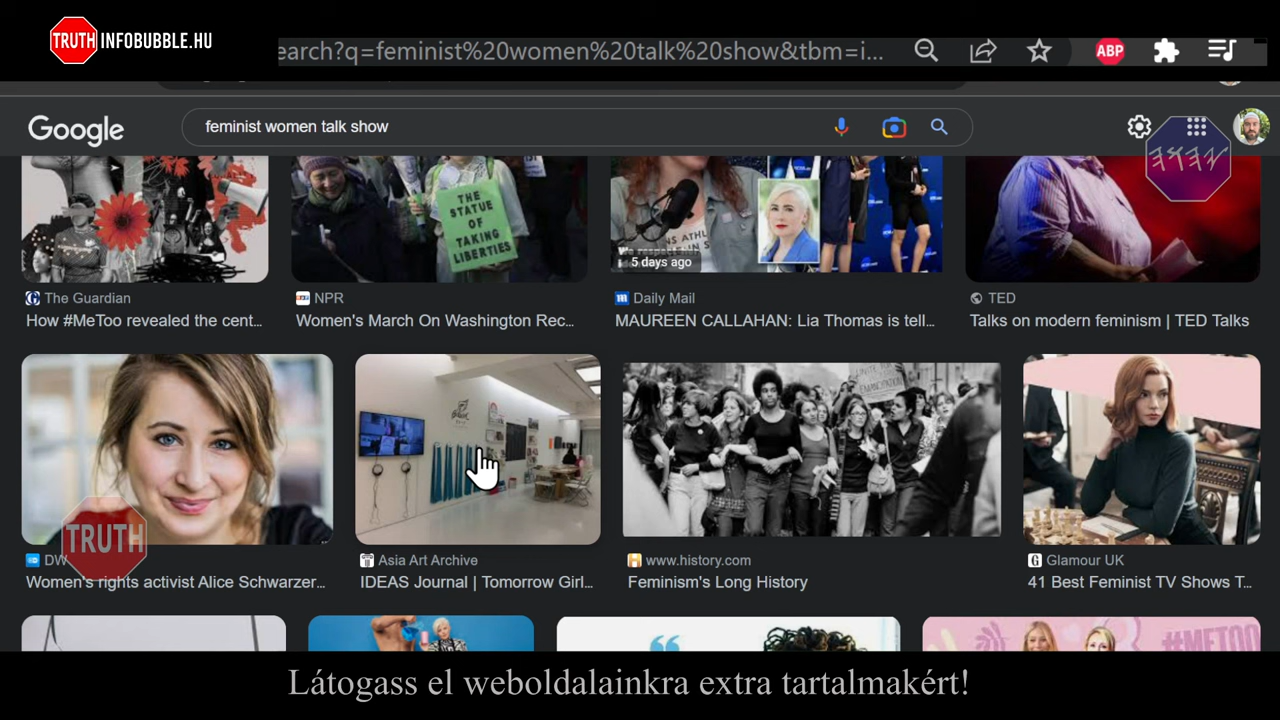 TRUTH INFOBUBBLE.HU
earch?q=feminist%20women%20talk%20show&tbm=i...
ABP
Google
feminist women talk show
THE
STATUE
OF
TAKING
LIBERTIES
5 days ago
The Guardian
NPR
Daily Mail
TED
How #MeToo revealed the cent...
Women's March On Washington Rec...
MAUREEN CALLAHAN: Lia Thomas is tell...
Talks on modern feminism | TED Talks
TRUTH
DW
Asia Art Archive
www.history.com
Glamour UK
Women's rights activist Alice Schwarzer...
IDEAS Journal | Tomorrow Girl...
Feminism's Long History
41 Best Feminist TV Shows T...
#METOO
Látogass el weboldalainkra extra tartalmakért!